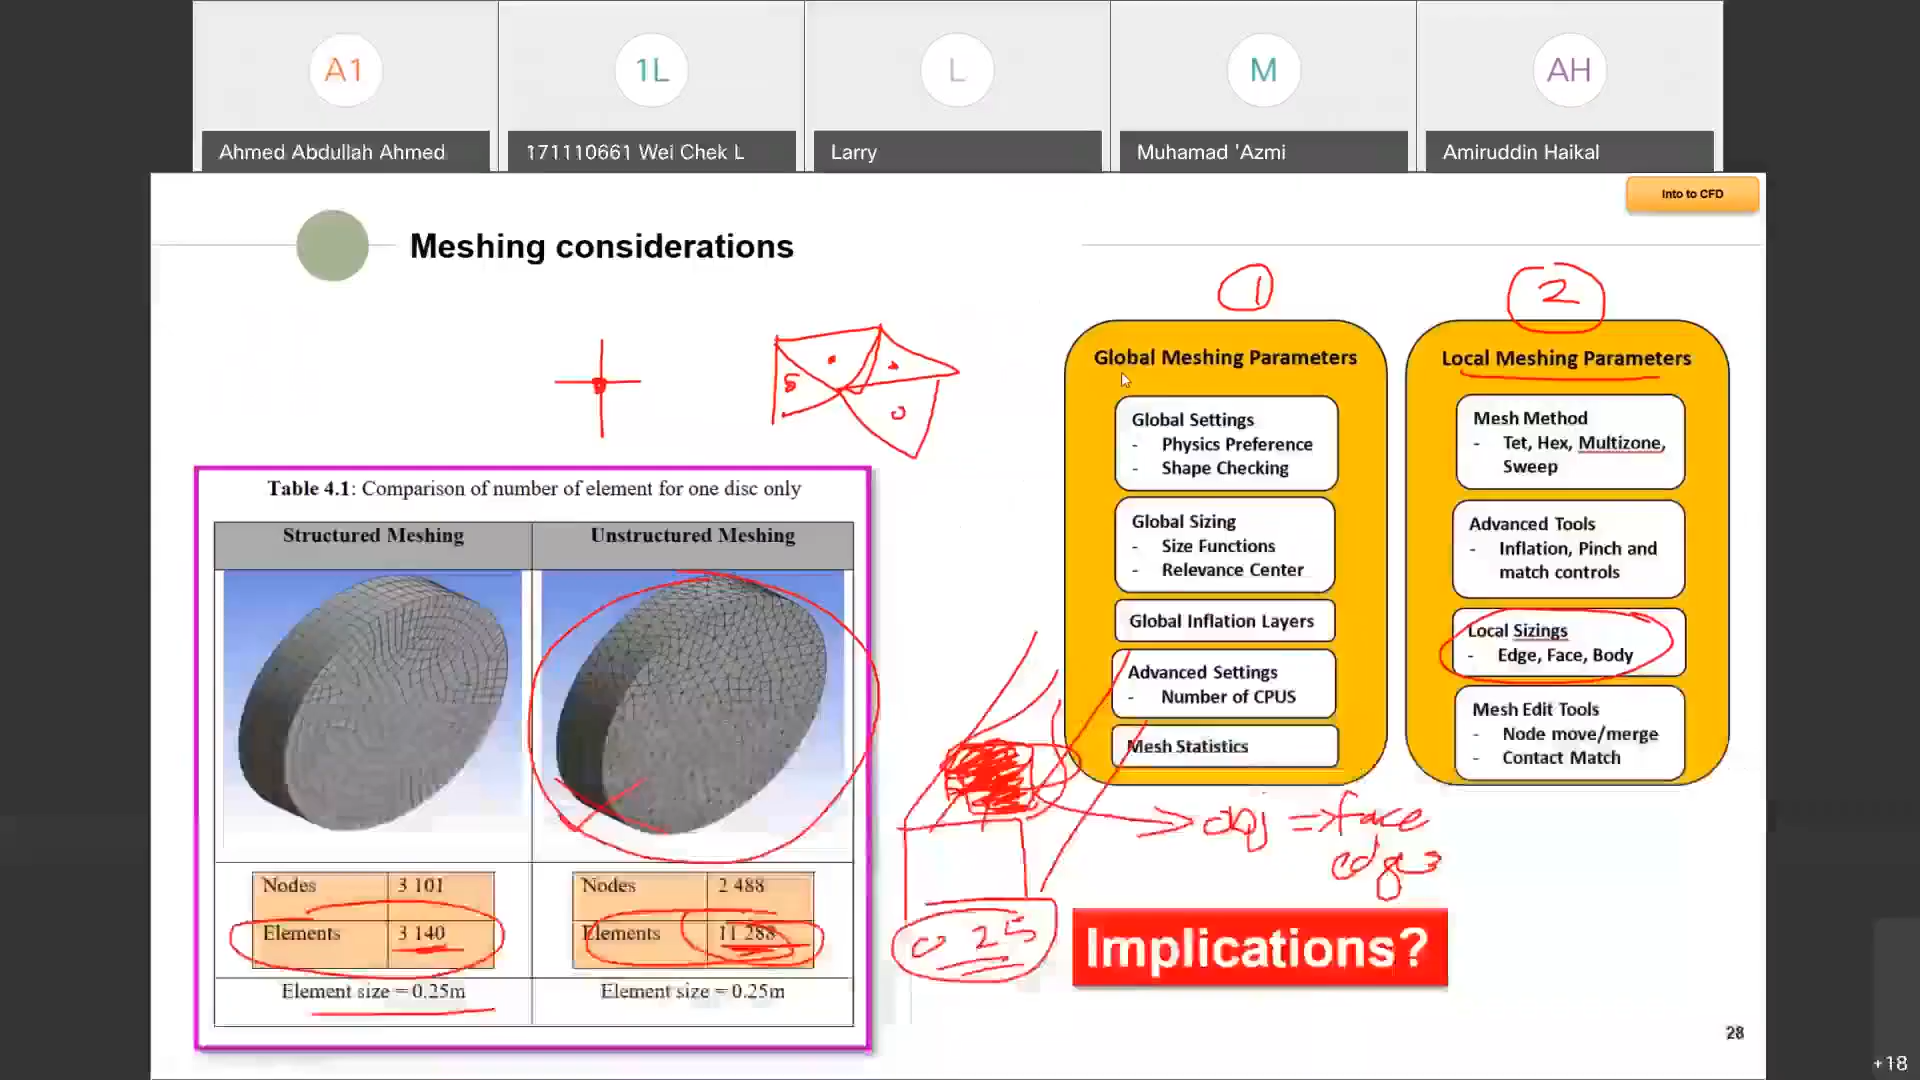 A1
1L
L
M
AH
Ahmed Abdullah Ahmed
171110661 Wei Chek L
Larry
Muhamad 'Azmi
Amiruddin Haikal
Into to CFD
Meshing considerations
1
2
Global Meshing Parameters
Global Settings
- Physics Preference
- Shape Checking
Global Sizing
- Size Functions
- Relevance Center
Global Inflation Layers
Advanced Settings
- Number of CPUS
Mesh Statistics
Local Meshing Parameters
Mesh Method
- Tet, Hex, Multizone,
Sweep
Advanced Tools
- Inflation, Pinch and
match controls
Local Sizings
- Edge, Face, Body
Mesh Edit Tools
- Node move/merge
- Contact Match
Table 4.1: Comparison of number of element for one disc only
Structured Meshing
Unstructured Meshing
Nodes 3 101
Elements 3 140
Element size = 0.25m
Nodes 2 488
Elements 11 288
Element size = 0.25m
0 25
obj => face
edge
Implications?
28
+18